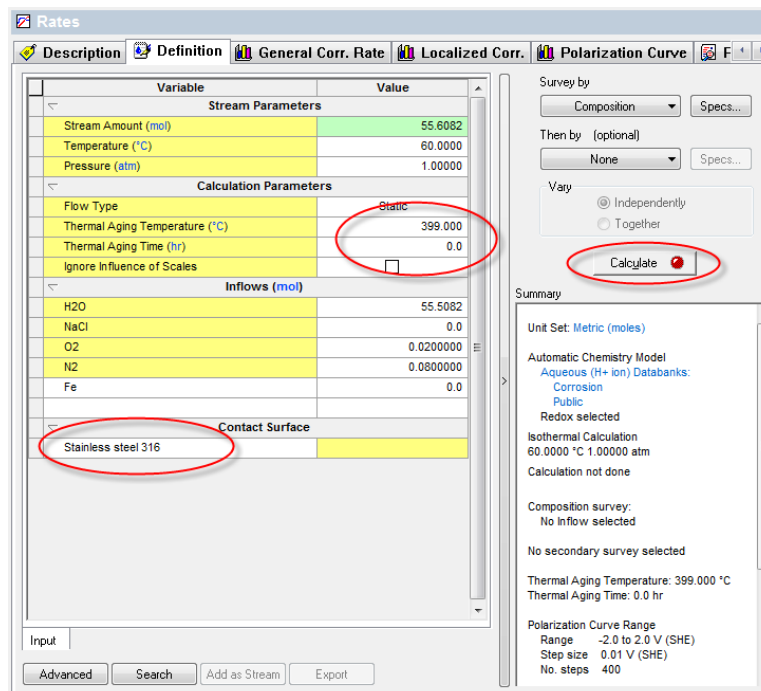 Rates
Description Definition General Corr. Rate Localized Corr. Polarization Curve F
Variable Value
Stream Parameters
Stream Amount (mol) 55.6082
Temperature (°C) 60.0000
Pressure (atm) 1.00000
Calculation Parameters
Flow Type Static
Thermal Aging Temperature (°C) 399.000
Thermal Aging Time (hr) 0.0
Ignore Influence of Scales
Inflows (mol)
H2O 55.5082
NaCl 0.0
O2 0.0200000
N2 0.0800000
Fe 0.0
Contact Surface
Stainless steel 316
Input
Advanced Search Add as Stream Export
Survey by
Composition Specs...
Then by (optional)
None Specs...
Vary
Independently
Together
Calculate
Summary
Unit Set: Metric (moles)
Automatic Chemistry Model
Aqueous (H+ ion) Databanks:
Corrosion
Public
Redox selected
Isothermal Calculation
60.0000 °C 1.00000 atm
Calculation not done
Composition survey:
No Inflow selected
No secondary survey selected
Thermal Aging Temperature: 399.000 °C
Thermal Aging Time: 0.0 hr
Polarization Curve Range
Range -2.0 to 2.0 V (SHE)
Step size 0.01 V (SHE)
No. steps 400